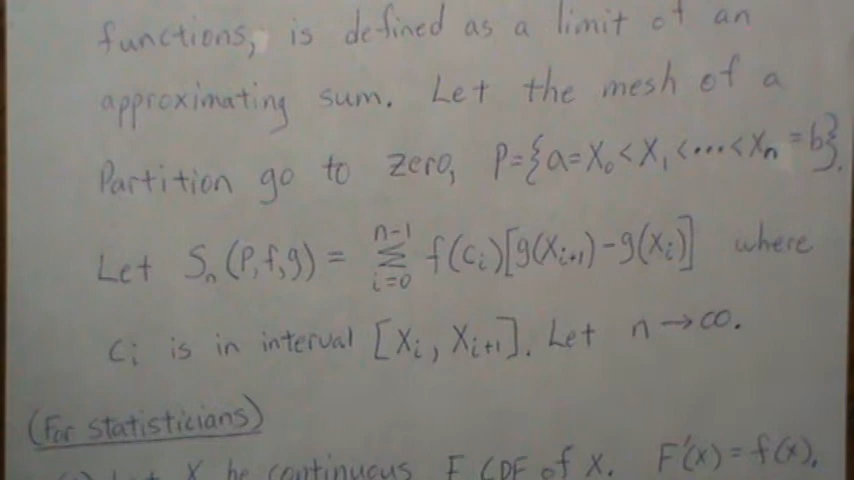 functions, is defined as a limit of an
approximating sum. Let the mesh of a
Partition go to zero, P={a=X₀<X₁<···<Xₙ=b}.
Let Sₙ(P,f,g) = n-1 Σ i=0 f(cᵢ)[g(Xᵢ₊₁)-g(Xᵢ)] where
cᵢ is in interval [Xᵢ, Xᵢ₊₁]. Let n→∞.
(For statisticians)
Let X be continuous F CDF of X. F'(x)=f(x).